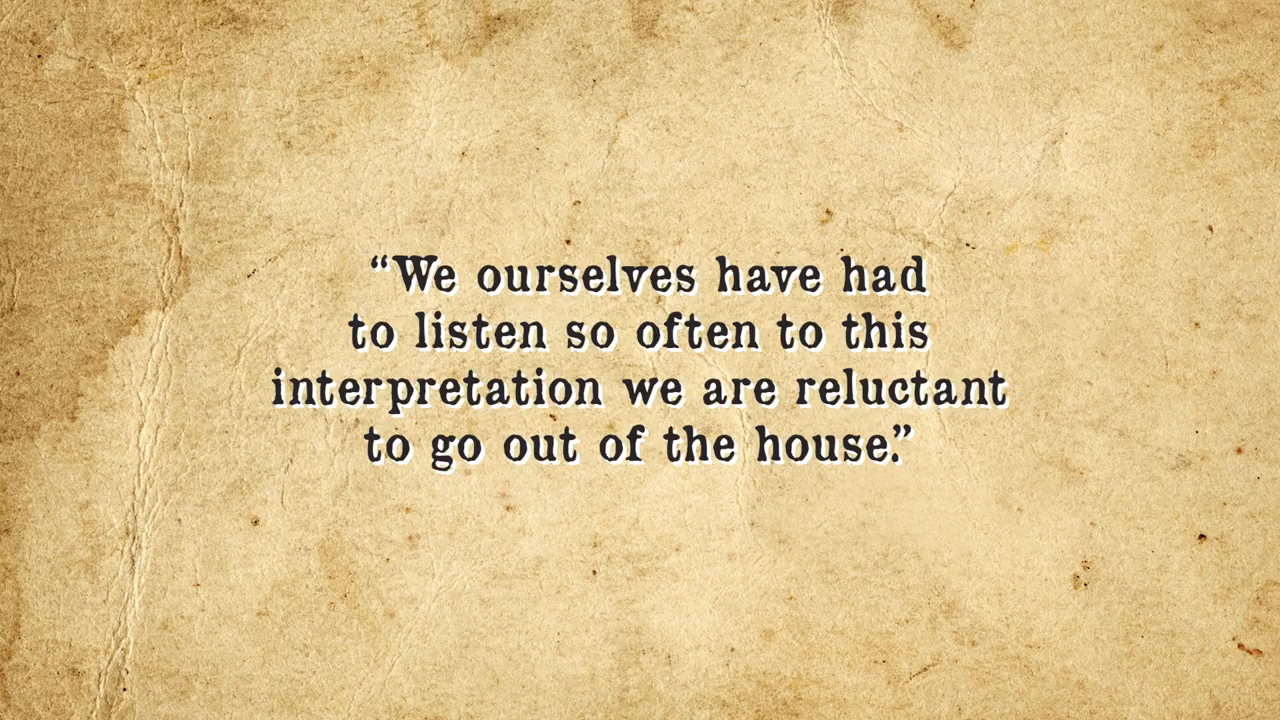 “We ourselves have had
to listen so often to this
interpretation we are reluctant
to go out of the house.”